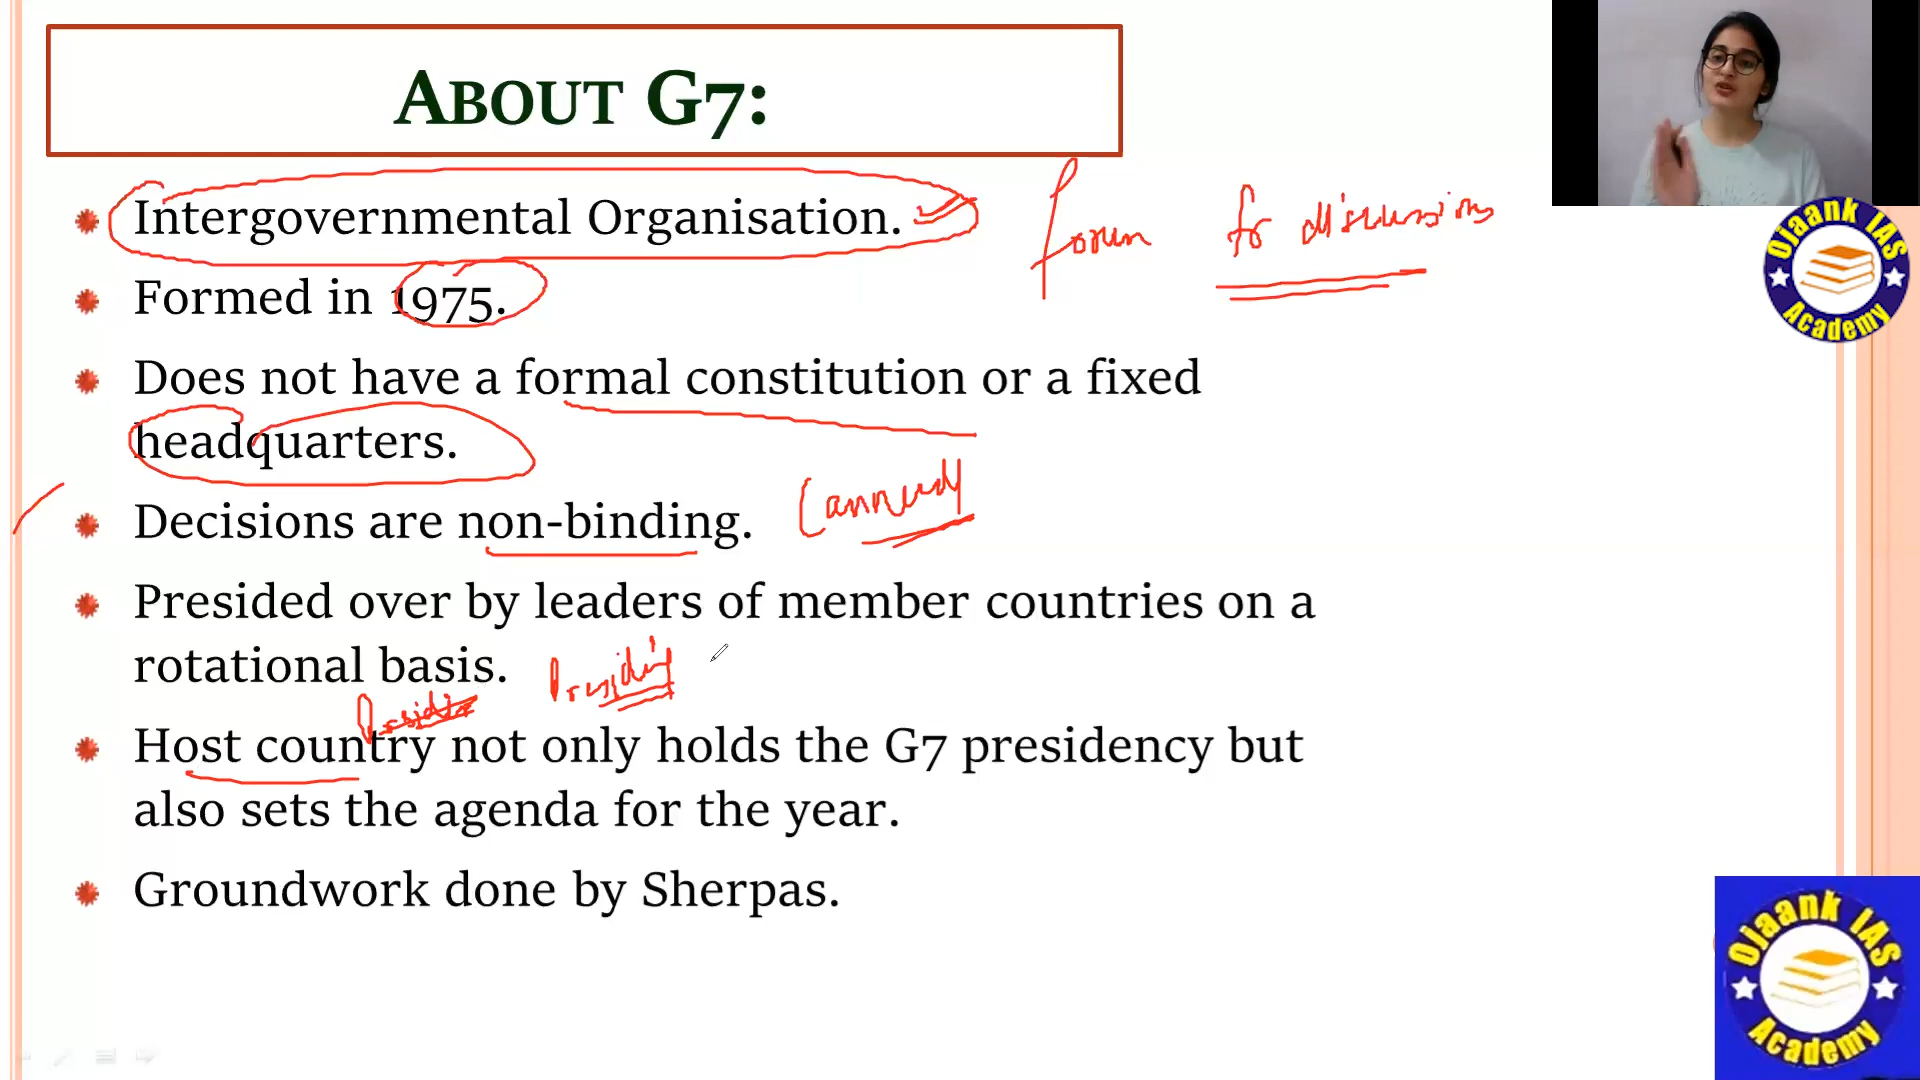 ABOUT G7:
Intergovernmental Organisation.
Forum for discussions
Formed in 1975.
Does not have a formal constitution or a fixed
headquarters.
Decisions are non-binding.
Presided over by leaders of member countries on a
rotational basis.
Presiding
Host country not only holds the G7 presidency but
also sets the agenda for the year.
Groundwork done by Sherpas.
Ojaank IAS
Academy
Ojaank IAS
Academy